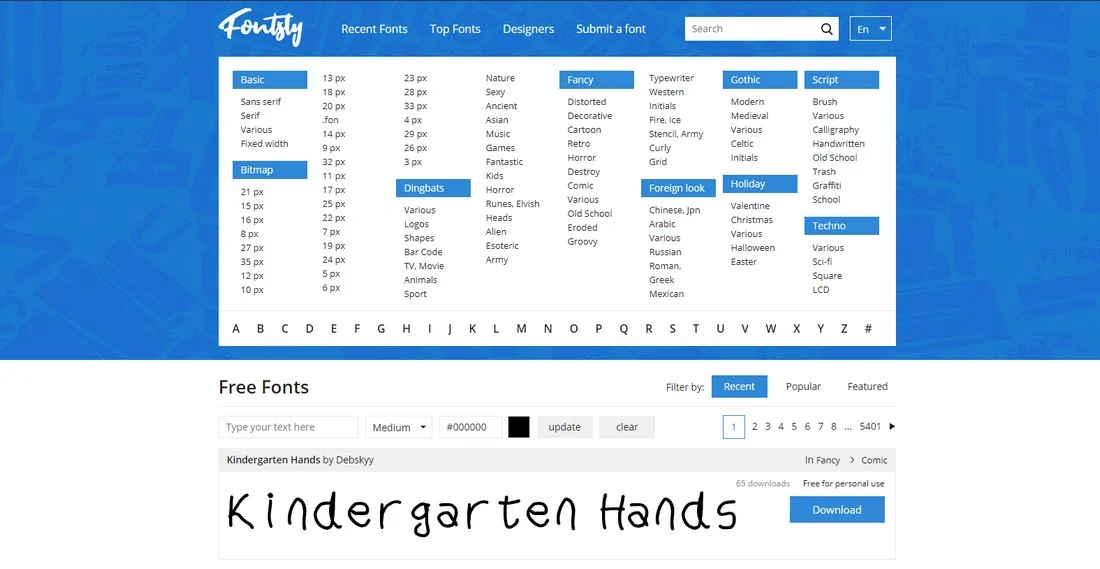 Fontsly
Recent Fonts Top Fonts Designers Submit a font Search En
Basic
Sans serif
Serif
Various
Fixed width
Bitmap
21 px
15 px
16 px
8 px
27 px
35 px
12 px
10 px
13 px
18 px
20 px
.fon
14 px
9 px
32 px
11 px
17 px
25 px
22 px
7 px
19 px
24 px
5 px
6 px
23 px
28 px
33 px
4 px
29 px
26 px
3 px
Dingbats
Various
Logos
Shapes
Bar Code
TV, Movie
Animals
Sport
Nature
Sexy
Ancient
Asian
Music
Games
Fantastic
Kids
Horror
Runes, Elvish
Heads
Alien
Esoteric
Army
Fancy
Distorted
Decorative
Cartoon
Retro
Horror
Destroy
Comic
Various
Old School
Eroded
Groovy
Typewriter
Western
Initials
Fire, Ice
Stencil, Army
Curly
Grid
Foreign look
Chinese, Jpn
Arabic
Various
Russian
Roman,
Greek
Mexican
Gothic
Modern
Medieval
Various
Celtic
Initials
Holiday
Valentine
Christmas
Various
Halloween
Easter
Script
Brush
Various
Calligraphy
Handwritten
Old School
Trash
Graffiti
School
Techno
Various
Sci-fi
Square
LCD
A B C D E F G H I J K L M N O P Q R S T U V W X Y Z #
Free Fonts Filter by: Recent Popular Featured
Type your text here Medium #000000 update clear 1 2 3 4 5 6 7 8 ... 5401
Kindergarten Hands by Debskyy In Fancy > Comic
65 downloads Free for personal use
Kindergarten Hands
Download